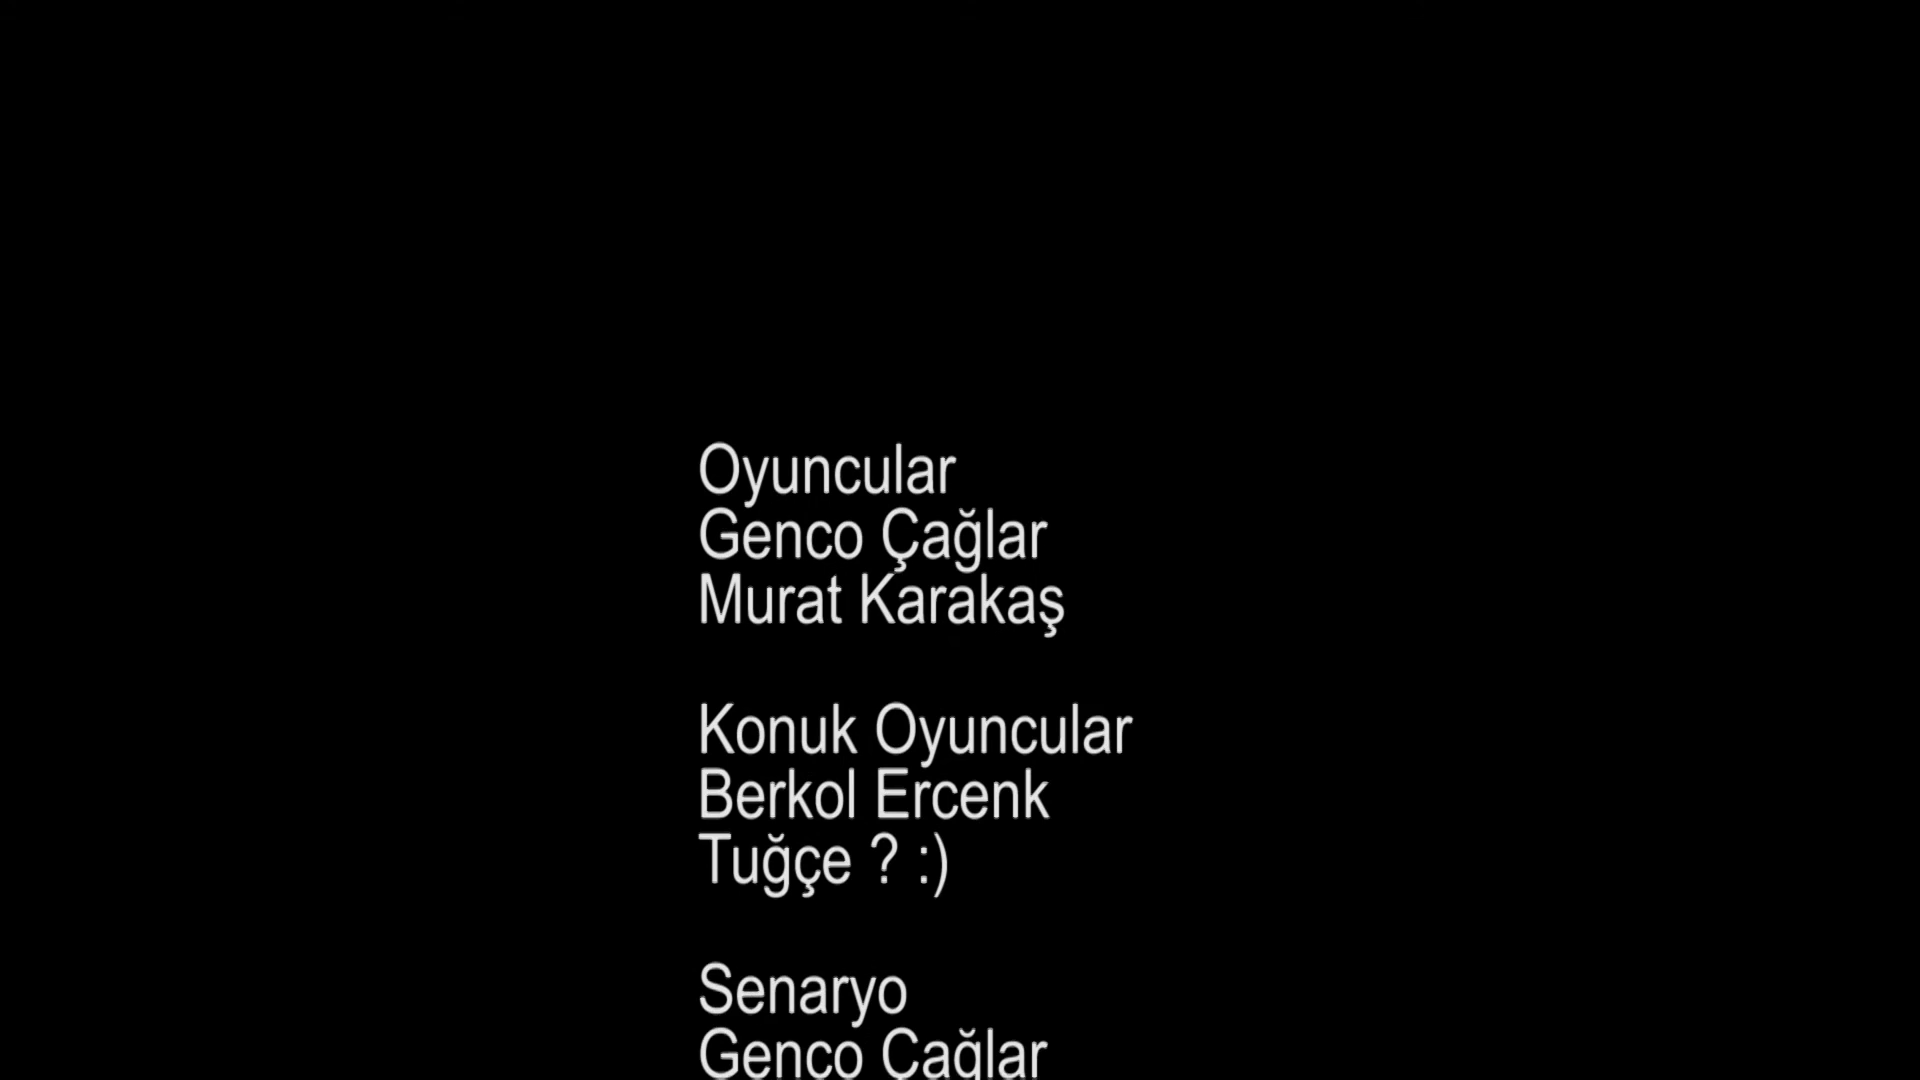 Oyuncular
Genco Çağlar
Murat Karakaş
Konuk Oyuncular
Berkol Ercenk
Tuğçe ? :)
Senaryo
Genco Çağlar